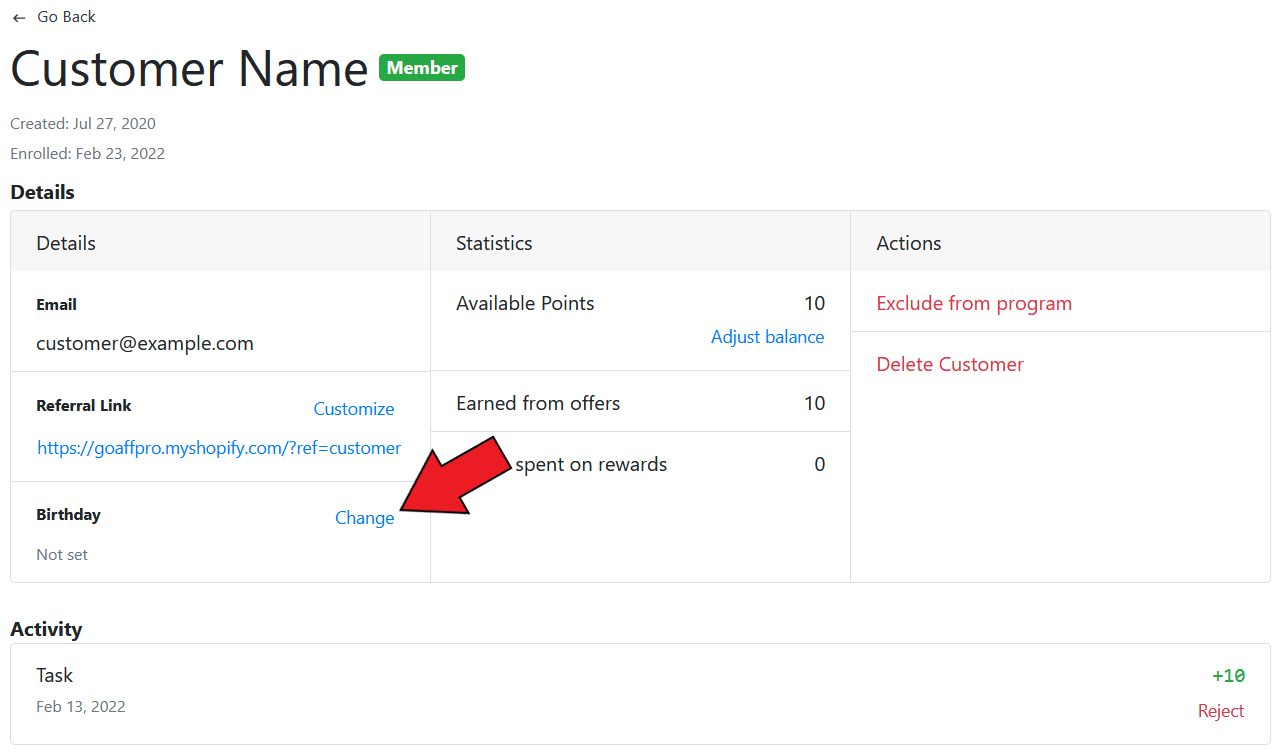 ← Go Back
Customer Name Member
Created: Jul 27, 2020
Enrolled: Feb 23, 2022
Details
Details
Email
customer@example.com
Referral Link Customize
https://goaffpro.myshopify.com/?ref=customer
Birthday Change
Not set
Statistics
Available Points 10
Adjust balance
Earned from offers 10
spent on rewards 0
Actions
Exclude from program
Delete Customer
Activity
Task +10
Feb 13, 2022 Reject